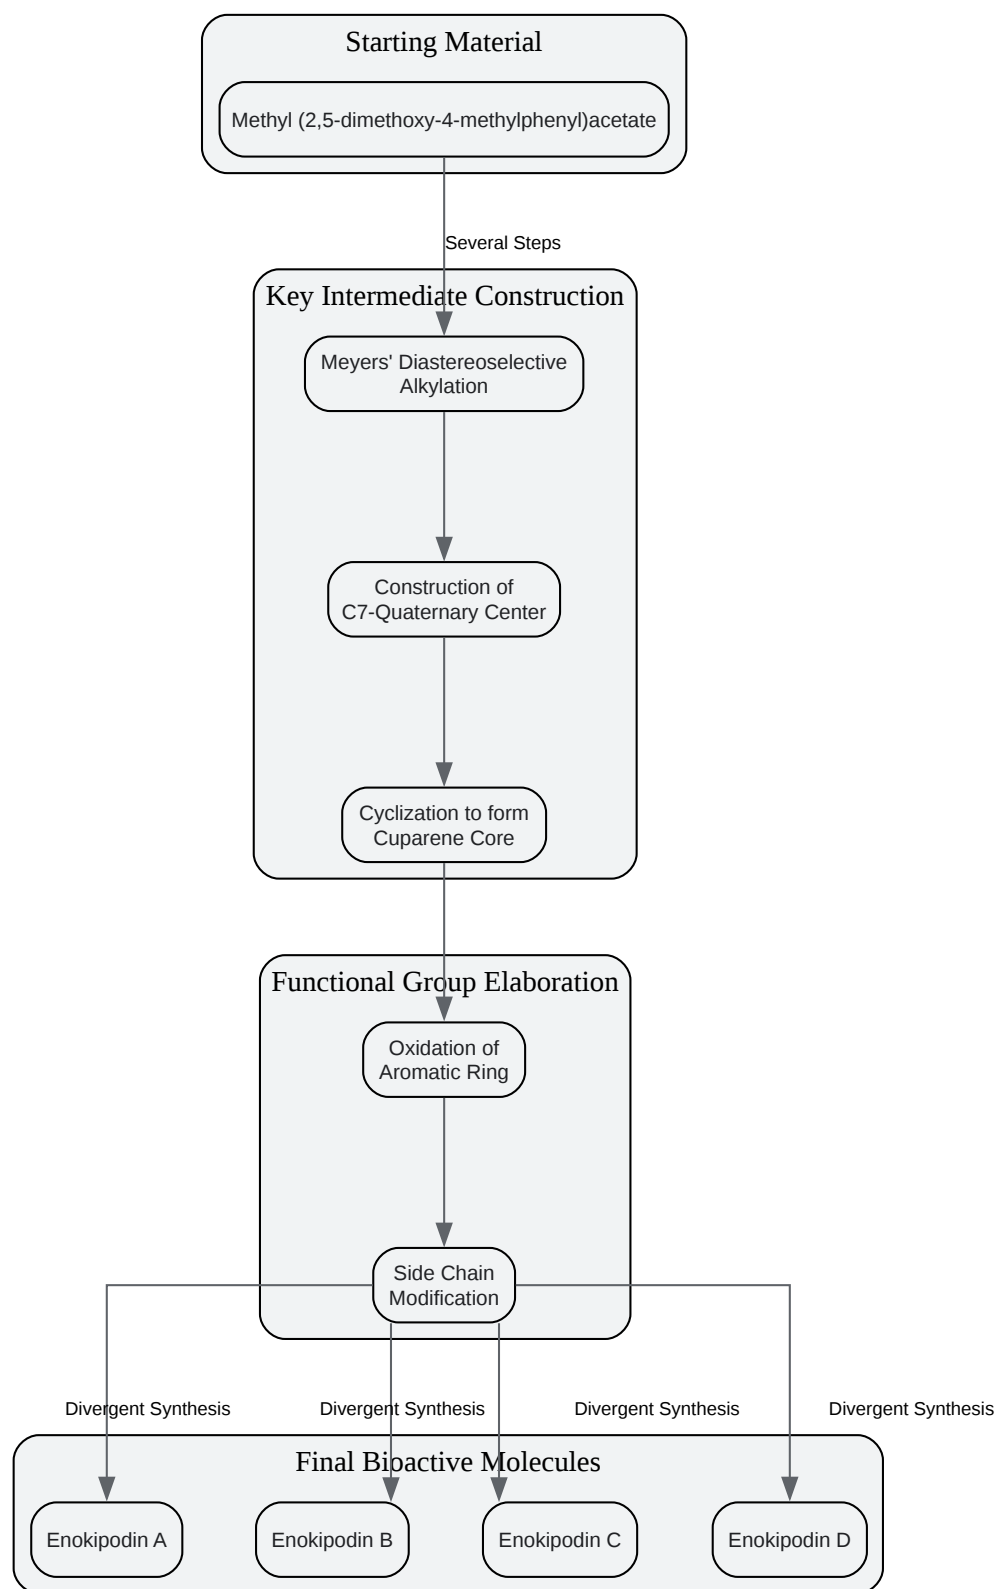 Starting Material
Methyl (2,5-dimethoxy-4-methylphenyl)acetate
Several Steps
Key Intermediate Construction
Meyers' Diastereoselective
Alkylation
Construction of
C7-Quaternary Center
Cyclization to form
Cuparene Core
Functional Group Elaboration
Oxidation of
Aromatic Ring
Side Chain
Modification
Divergent Synthesis
Divergent Synthesis
Divergent Synthesis
Divergent Synthesis
Final Bioactive Molecules
Enokipodin A
Enokipodin B
Enokipodin C
Enokipodin D